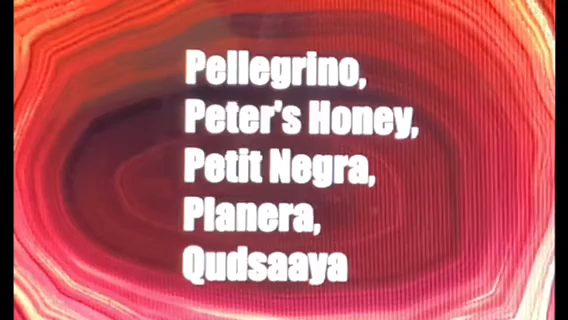 Pellegrino,
Peter's Honey,
Petit Negra,
Planera,
Qudsaaya